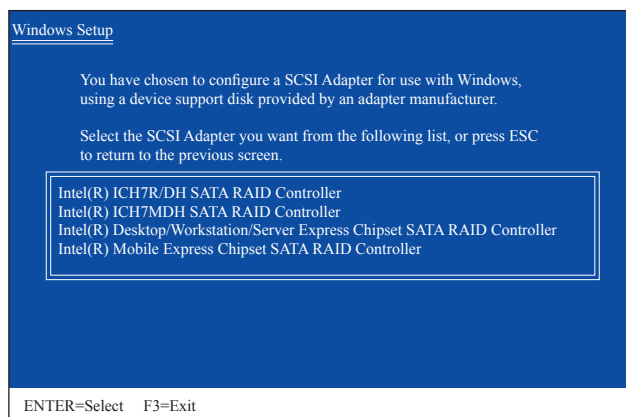 Windows Setup
You have chosen to configure a SCSI Adapter for use with Windows,
using a device support disk provided by an adapter manufacturer.
Select the SCSI Adapter you want from the following list, or press ESC
to return to the previous screen.
Intel(R) ICH7R/DH SATA RAID Controller
Intel(R) ICH7MDH SATA RAID Controller
Intel(R) Desktop/Workstation/Server Express Chipset SATA RAID Controller
Intel(R) Mobile Express Chipset SATA RAID Controller
ENTER=Select F3=Exit